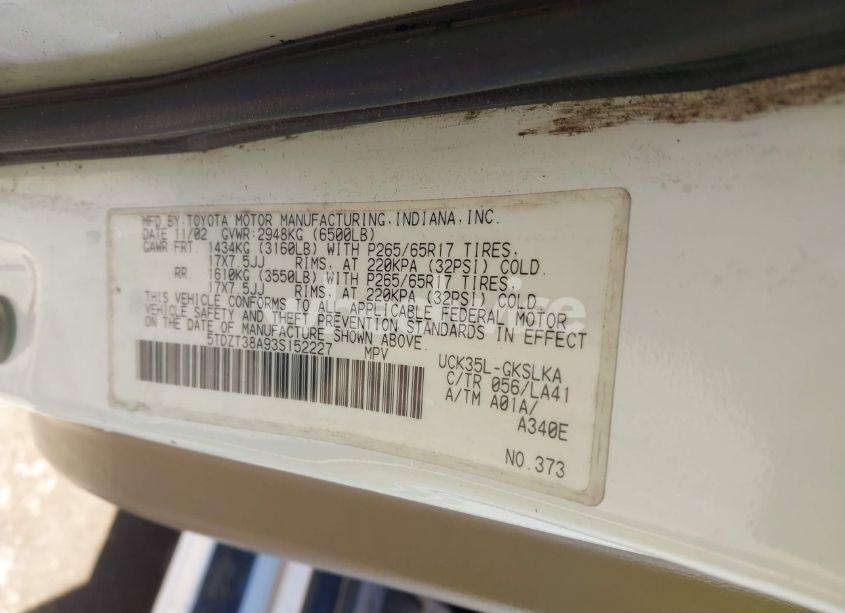 MFD.BY:TOYOTA MOTOR MANUFACTURING,INDIANA,INC.
DATE 11/02 GVWR:2948KG (6500LB)
GAWR FRT. 1434KG (3160LB) WITH P265/65R17 TIRES.
17X7.5JJ RIMS. AT 220KPA (32PSI) COLD.
RR. 1610KG (3550LB) WITH P265/65R17 TIRES.
17X7.5JJ RIMS. AT 220KPA (32PSI) COLD.
THIS VEHICLE CONFORMS TO ALL APPLICABLE FEDERAL MOTOR
VEHICLE SAFETY AND THEFT PREVENTION STANDARDS IN EFFECT
ON THE DATE OF MANUFACTURE SHOWN ABOVE.
5TDZT38A93S152227 MPV
UCK35L-GKSLKA
C/TR 056/LA41
A/TM A01A/
A340E
NO.373